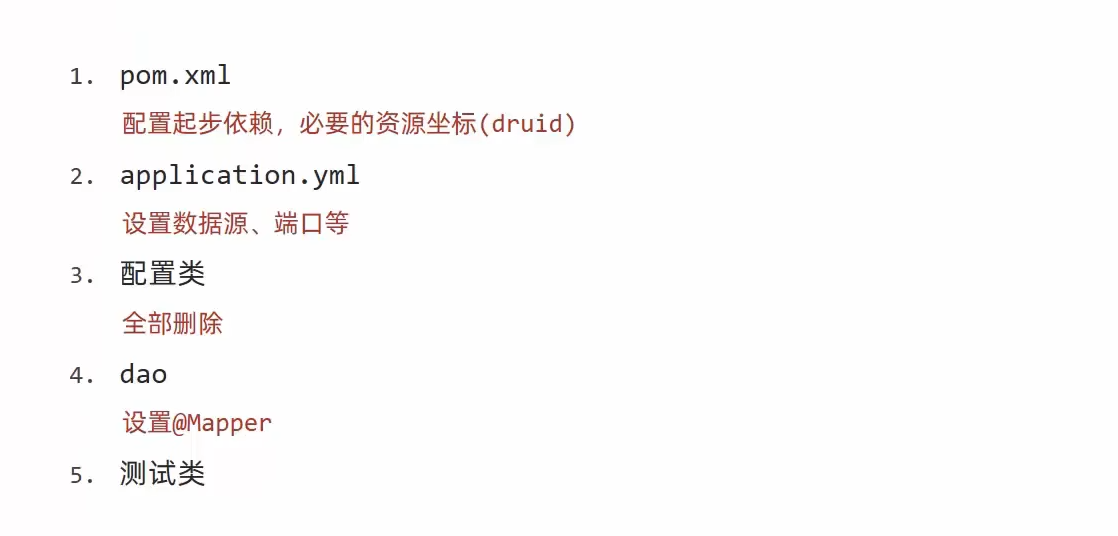 1. pom.xml
配置起步依赖，必要的资源坐标(druid)
2. application.yml
设置数据源、端口等
3. 配置类
全部删除
4. dao
设置@Mapper
5. 测试类